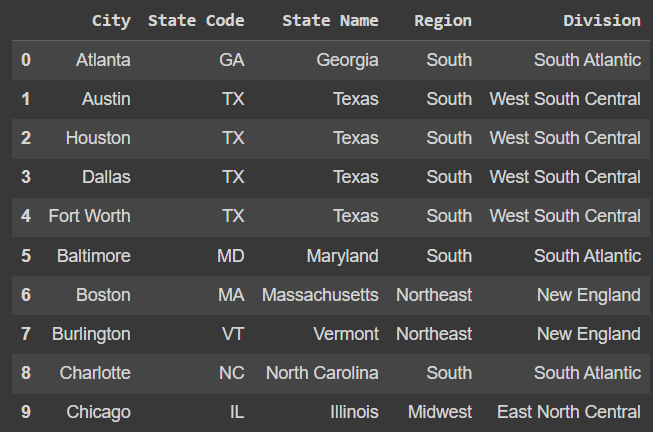 City State Code State Name Region Division
0 Atlanta GA Georgia South South Atlantic
1 Austin TX Texas South West South Central
2 Houston TX Texas South West South Central
3 Dallas TX Texas South West South Central
4 Fort Worth TX Texas South West South Central
5 Baltimore MD Maryland South South Atlantic
6 Boston MA Massachusetts Northeast New England
7 Burlington VT Vermont Northeast New England
8 Charlotte NC North Carolina South South Atlantic
9 Chicago IL Illinois Midwest East North Central